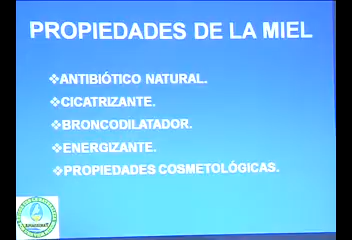 PROPIEDADES DE LA MIEL
❖ANTIBIÓTICO NATURAL.
❖CICATRIZANTE.
❖BRONCODILATADOR.
❖ENERGIZANTE.
❖PROPIEDADES COSMETOLÓGICAS.